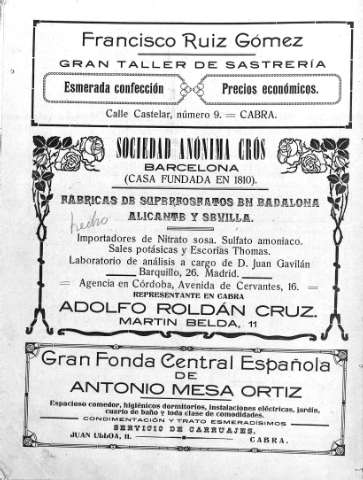 Francisco Ruiz Gómez
GRAN TALLER DE SASTRERÍA
Esmerada confección Precios económicos.
Calle Castelar, número 9. = CABRA.
SOCIEDAD ANÓNIMA CRÓS
BARCELONA
(CASA FUNDADA EN 1810).
FÁBRICAS DE SUPERFOSFATOS EN BADALONA
ALICANTE Y SEVILLA.
hecho
Importadores de Nitrato sosa. Sulfato amoniaco.
Sales potásicas y Escorias Thomas.
Laboratorio de análisis a cargo de D. Juan Gavilán
Barquillo, 26. Madrid.
= Agencia en Córdoba, Avenida de Cervantes, 16. =
REPRESENTANTE EN CABRA
ADOLFO ROLDÁN CRUZ.
MARTIN BELDA, 11
Gran Fonda Central Española
DE
ANTONIO MESA ORTIZ
Espacioso comedor, higiénicos dormitorios, instalaciones eléctricas, jardín,
cuarto de baño y toda clase de comodidades.
CONDIMENTACIÓN Y TRATO ESMERADÍSIMOS
SERVICIO DE CARRUAJES.
JUAN ULLOA, 11. CABRA.